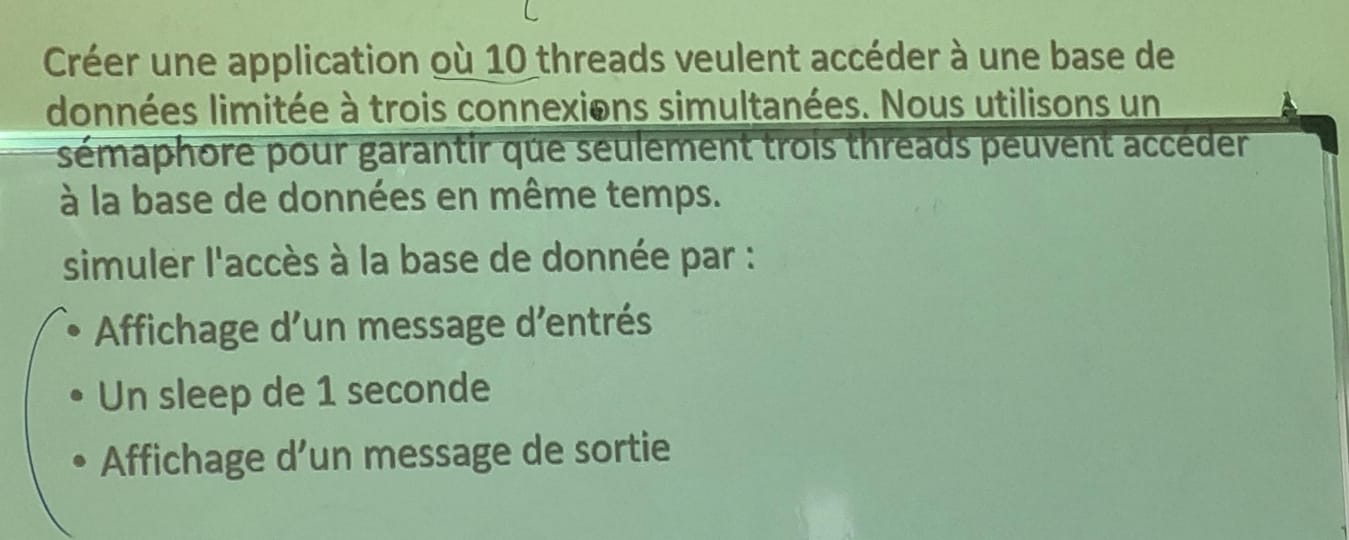 Créer une application où 10 threads veulent accéder à une base de
données limitée à trois connexions simultanées. Nous utilisons un
sémaphore pour garantir que seulement trois threads peuvent accéder
à la base de données en même temps.
simuler l'accès à la base de donnée par :
• Affichage d’un message d’entrés
• Un sleep de 1 seconde
• Affichage d’un message de sortie